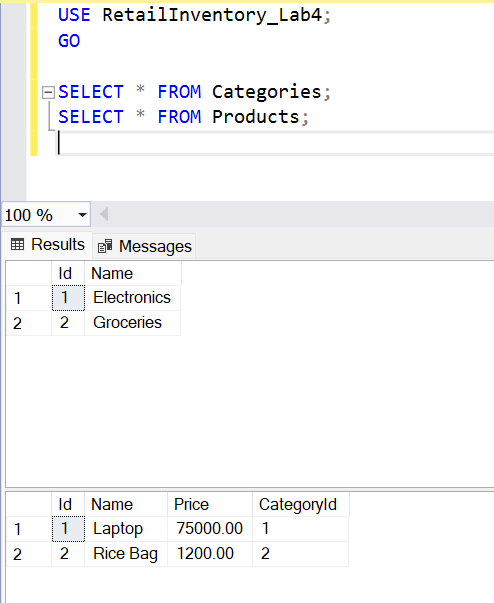 USE RetailInventory_Lab4;
GO
SELECT * FROM Categories;
SELECT * FROM Products;
100 %
Results Messages
Id Name
1 1 Electronics
2 2 Groceries
Id Name Price CategoryId
1 1 Laptop 75000.00 1
2 2 Rice Bag 1200.00 2